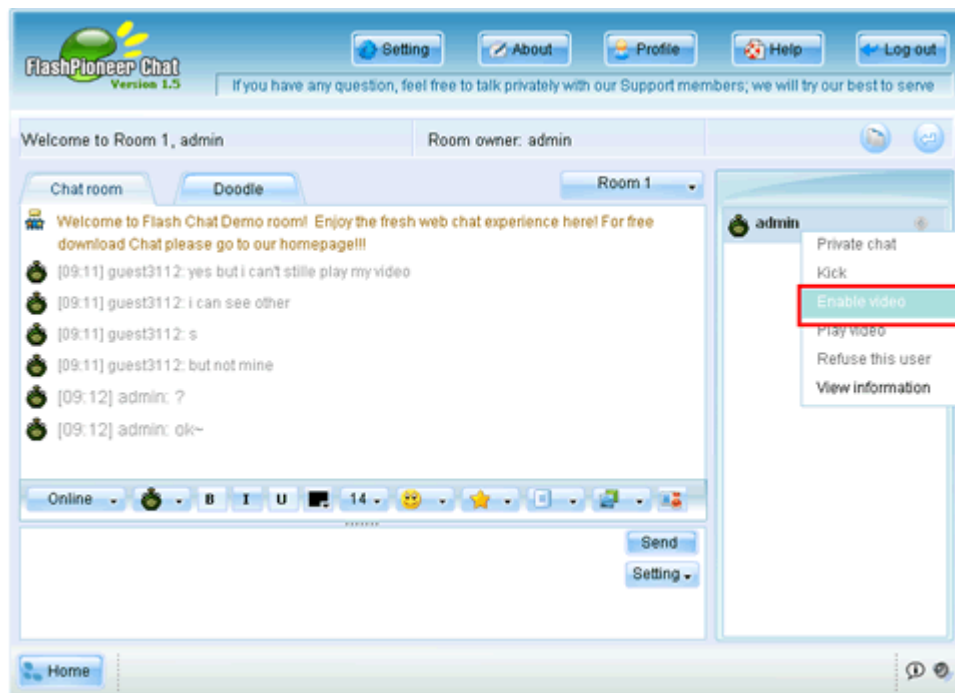 FlashPioneer Chat
Version 1.5
Setting
About
Profile
Help
Log out
If you have any question, feel free to talk privately with our Support members; we will try our best to serve
Welcome to Room 1, admin
Room owner: admin
Chat room
Doodle
Room 1
Welcome to Flash Chat Demo room! Enjoy the fresh web chat experience here! For free
download Chat please go to our homepage!!!
[09:11] guest3112: yes but i can't stille play my video
[09:11] guest3112: i can see other
[09:11] guest3112: s
[09:11] guest3112: but not mine
[09:12] admin: ?
[09:12] admin: ok~
admin
Private chat
Kick
Enable video
Play video
Refuse this user
View information
Online
B
I
U
14
Send
Setting
Home